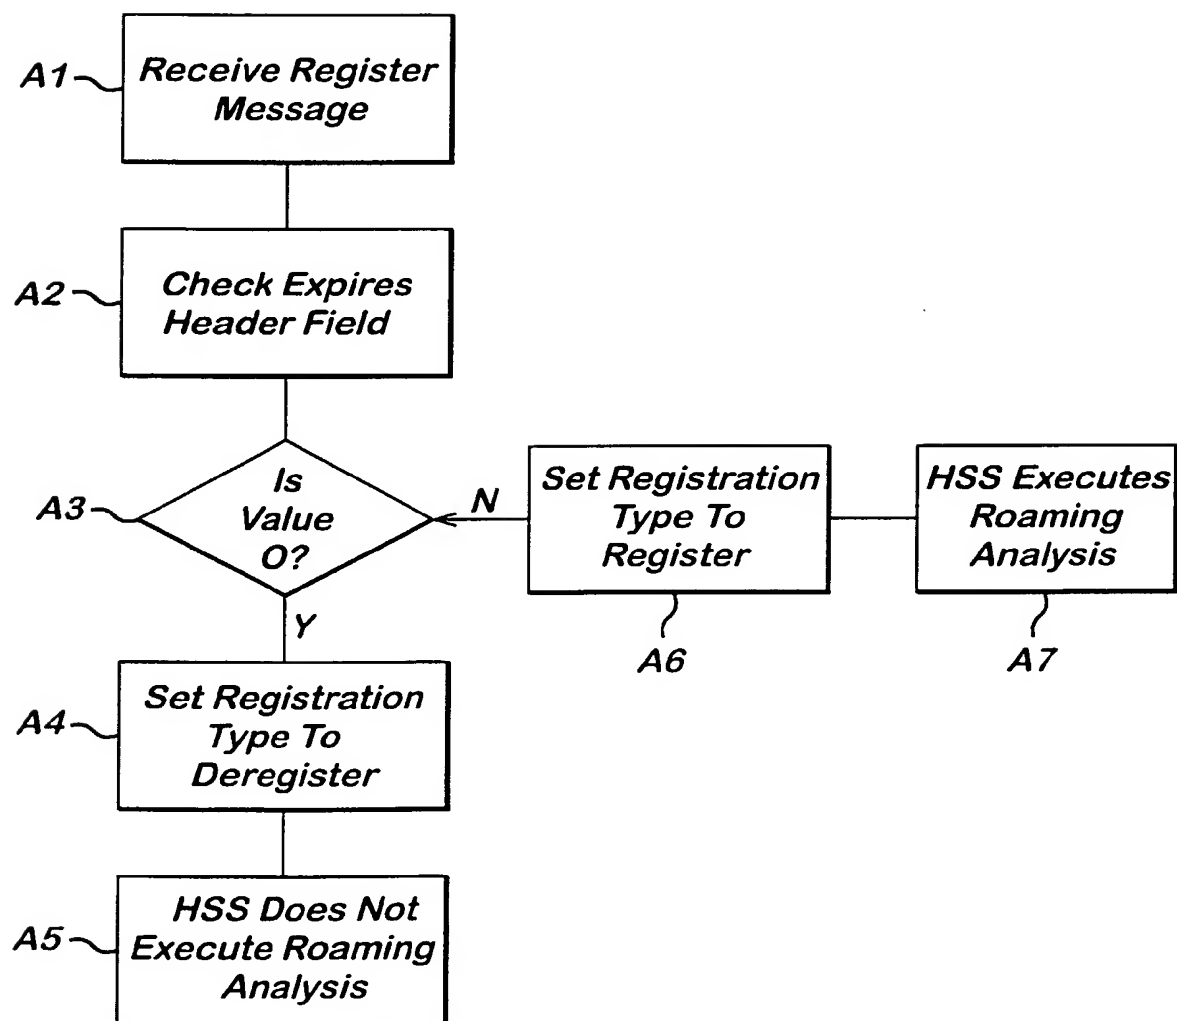 A1
Receive Register
Message
A2
Check Expires
Header Field
A3
Is
Value
O?
N
Set Registration
Type To
Register
A6
HSS Executes
Roaming
Analysis
A7
Y
A4
Set Registration
Type To
Deregister
A5
HSS Does Not
Execute Roaming
Analysis